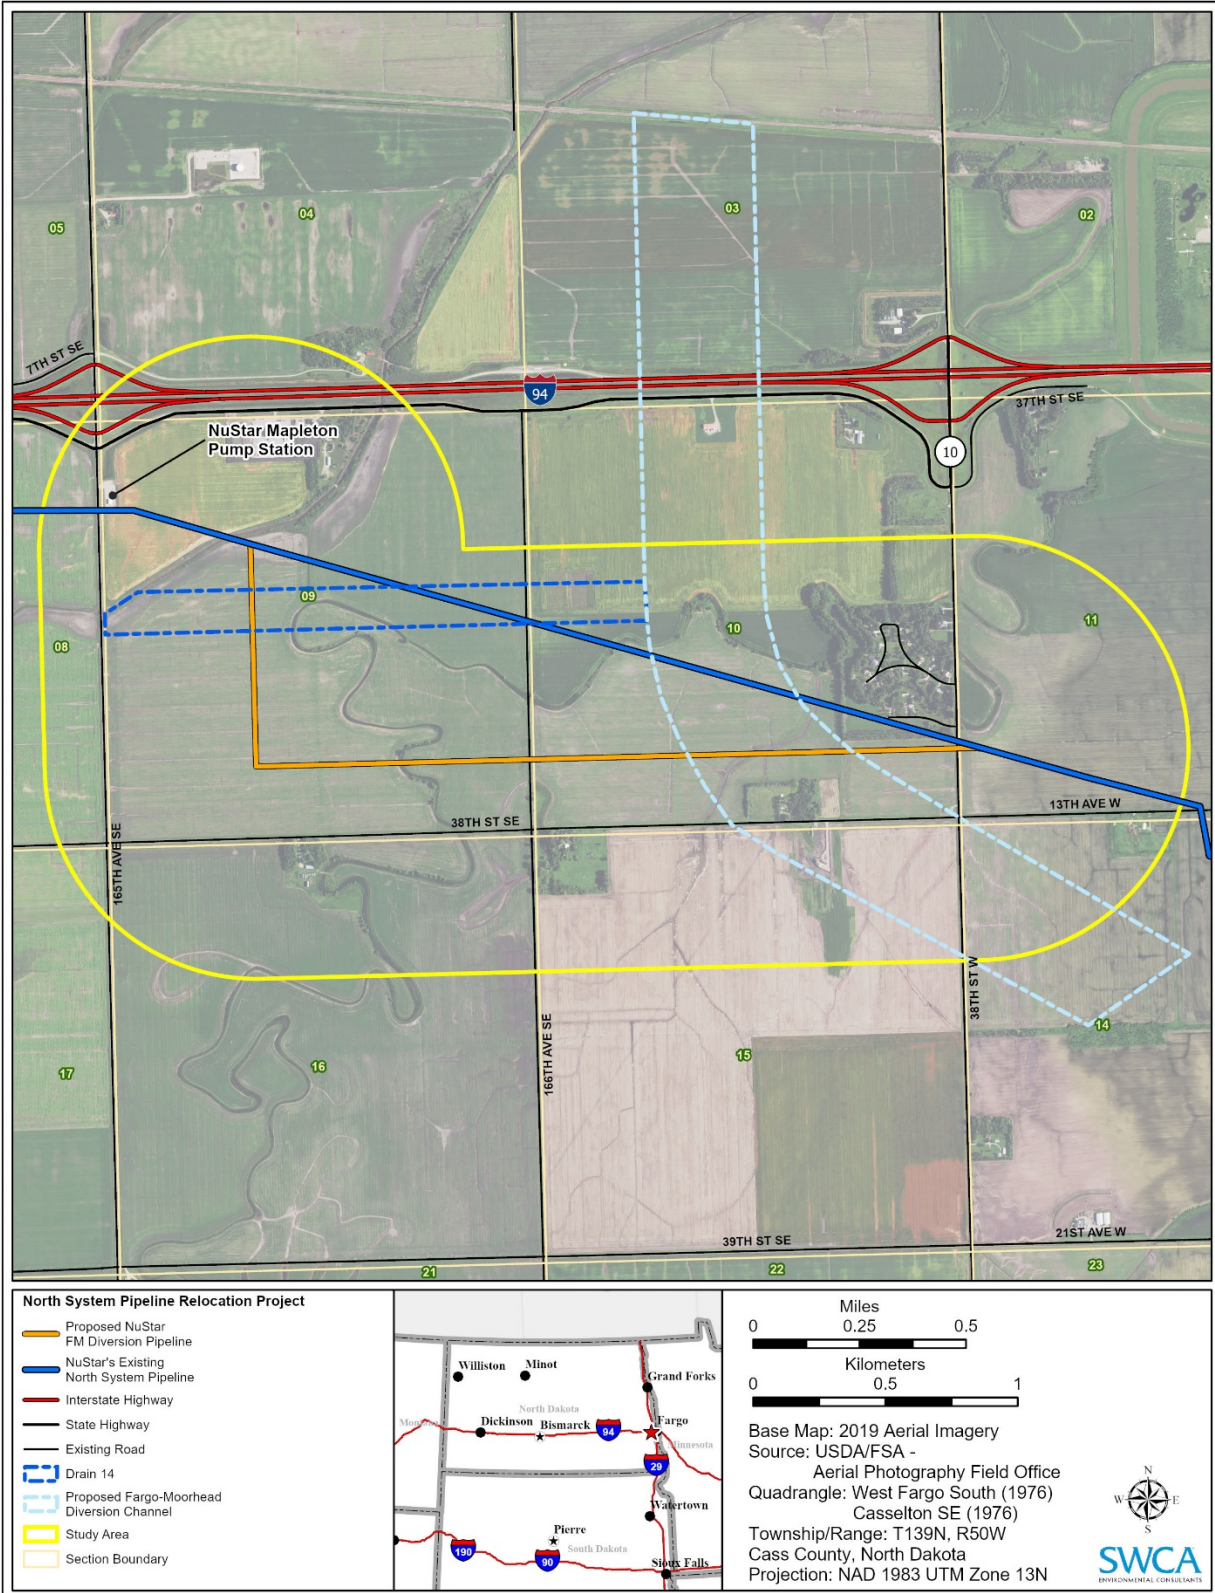 03
04
02
05
7TH ST SE
94
37TH ST SE
NuStar Mapleton
Pump Station
10
09
10
11
08
13TH AVE W
38TH ST SE
165TH AVE SE
38TH ST W
14
166TH AVE SE
15
16
17
39TH ST SE
21ST AVE W
21
22
23
North System Pipeline Relocation Project
Proposed NuStar
FM Diversion Pipeline
NuStar's Existing
North System Pipeline
Interstate Highway
State Highway
Existing Road
Drain 14
Proposed Fargo-Moorhead
Diversion Channel
Study Area
Section Boundary
Williston
Minot
Grand Forks
North Dakota
Dickinson
Bismarck
94
Fargo
Minnesota
29
Watertown
Pierre
South Dakota
190
90
Sioux Falls
Miles
0 0.25 0.5
Kilometers
0 0.5 1
Base Map: 2019 Aerial Imagery
Source: USDA/FSA -
Aerial Photography Field Office
Quadrangle: West Fargo South (1976)
Casselton SE (1976)
Township/Range: T139N, R50W
Cass County, North Dakota
Projection: NAD 1983 UTM Zone 13N
N
W E
S
SWCA
ENVIRONMENTAL CONSULTANTS